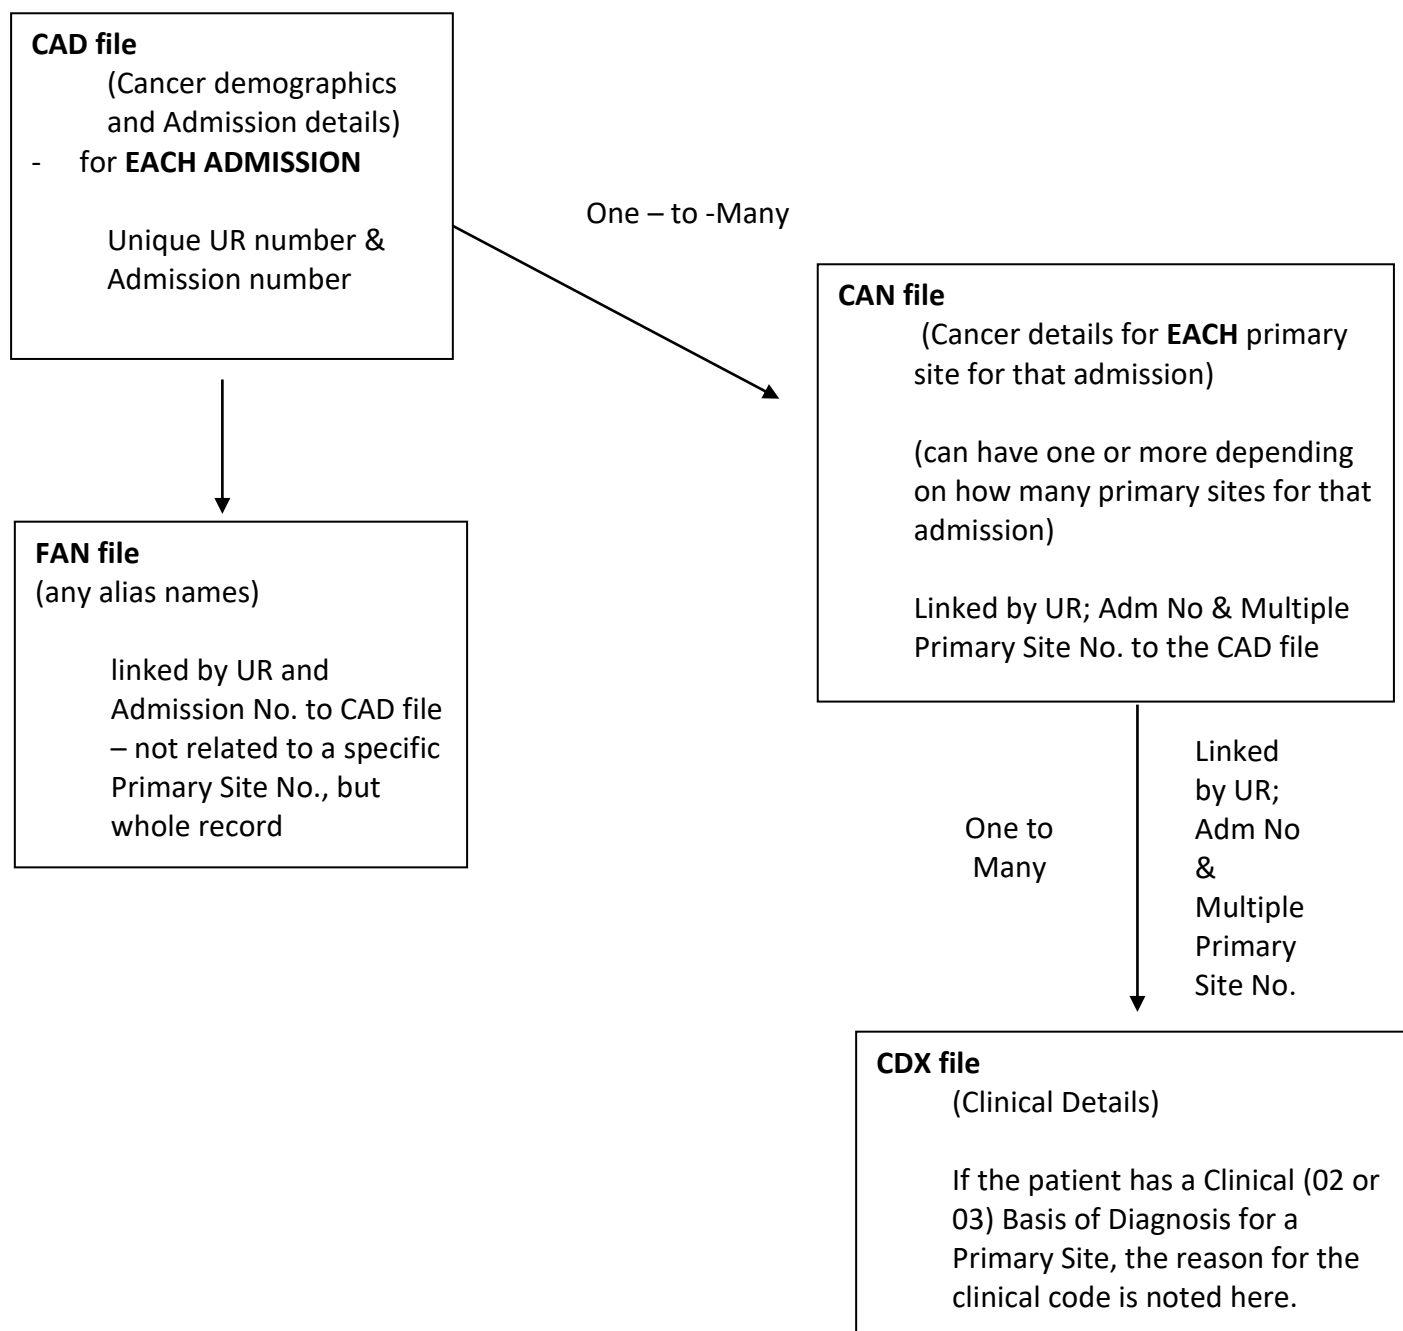 CAD file
(Cancer demographics
and Admission details)
- for EACH ADMISSION
Unique UR number &
Admission number
One – to -Many
CAN file
(Cancer details for EACH primary
site for that admission)
(can have one or more depending
on how many primary sites for that
admission)
Linked by UR; Adm No & Multiple
Primary Site No. to the CAD file
FAN file
(any alias names)
linked by UR and
Admission No. to CAD file
– not related to a specific
Primary Site No., but
whole record
One to
Many
Linked
by UR;
Adm No
&
Multiple
Primary
Site No.
CDX file
(Clinical Details)
If the patient has a Clinical (02 or
03) Basis of Diagnosis for a
Primary Site, the reason for the
clinical code is noted here.